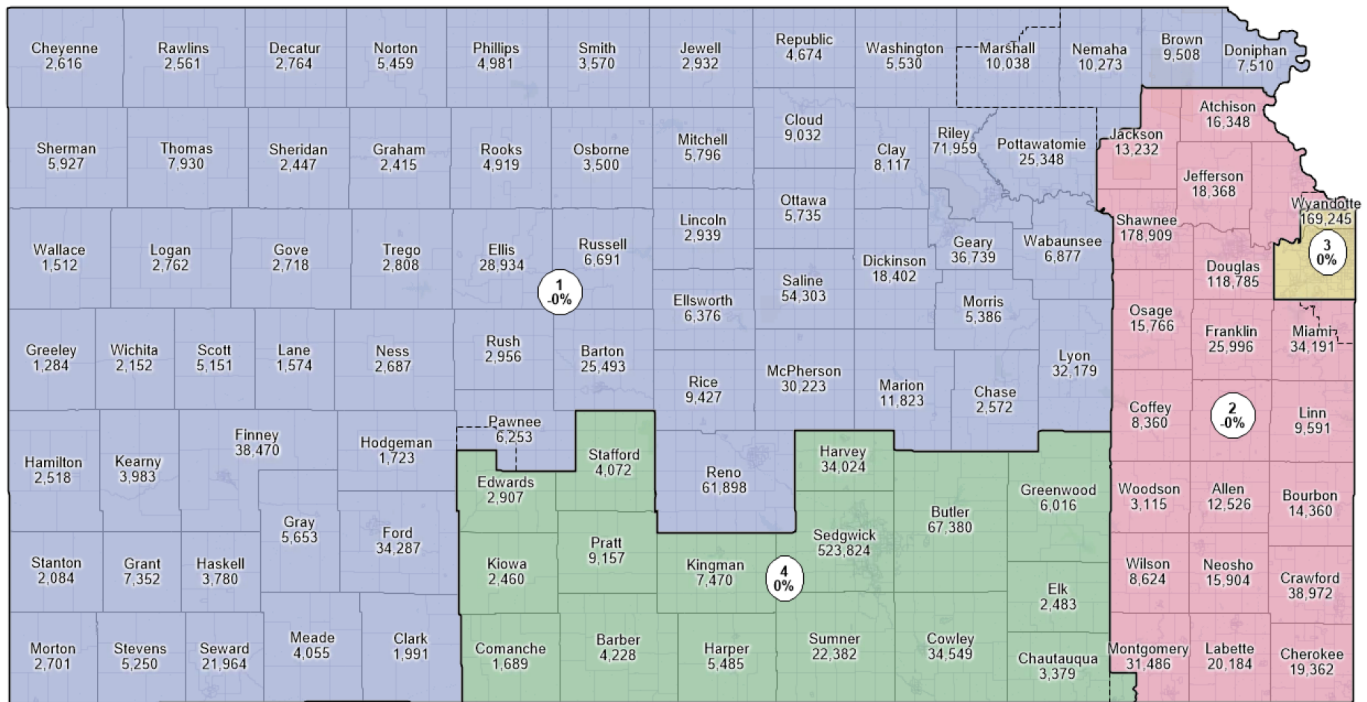 Cheyenne
2,616
Rawlins
2,561
Decatur
2,764
Norton
5,459
Phillips
4,981
Smith
3,570
Jewell
2,932
Republic
4,674
Washington
5,530
Marshall
10,038
Nemaha
10,273
Brown
9,508
Doniphan
7,510
Sherman
5,927
Thomas
7,930
Sheridan
2,447
Graham
2,415
Rooks
4,919
Osborne
3,500
Mitchell
5,796
Cloud
9,032
Clay
8,117
Riley
71,959
Pottawatomie
25,348
Jackson
13,232
Atchison
16,348
Jefferson
18,368
Wyandotte
169,245
Wallace
1,512
Logan
2,762
Gove
2,718
Trego
2,808
Ellis
28,934
Russell
6,691
Lincoln
2,939
Ottawa
5,735
Dickinson
18,402
Geary
36,739
Wabaunsee
6,877
Shawnee
178,909
Douglas
118,785
3
0%
1
-0%
Ellsworth
6,376
Saline
54,303
Morris
5,386
Osage
15,766
Franklin
25,996
Miami
34,191
Greeley
1,284
Wichita
2,152
Scott
5,151
Lane
1,574
Ness
2,687
Rush
2,956
Barton
25,493
Rice
9,427
McPherson
30,223
Marion
11,823
Chase
2,572
Lyon
32,179
Coffey
8,360
2
-0%
Linn
9,591
Hamilton
2,518
Kearny
3,983
Finney
38,470
Hodgeman
1,723
Pawnee
6,253
Stafford
4,072
Reno
61,898
Harvey
34,024
Edwards
2,907
Butler
67,380
Greenwood
6,016
Woodson
3,115
Allen
12,526
Bourbon
14,360
Gray
5,653
Ford
34,287
Pratt
9,157
Sedgwick
523,824
Stanton
2,084
Grant
7,352
Haskell
3,780
Kiowa
2,460
Kingman
7,470
4
0%
Elk
2,483
Wilson
8,624
Neosho
15,904
Crawford
38,972
Morton
2,701
Stevens
5,250
Seward
21,964
Meade
4,055
Clark
1,991
Comanche
1,689
Barber
4,228
Harper
5,485
Sumner
22,382
Cowley
34,549
Chautauqua
3,379
Montgomery
31,486
Labette
20,184
Cherokee
19,362